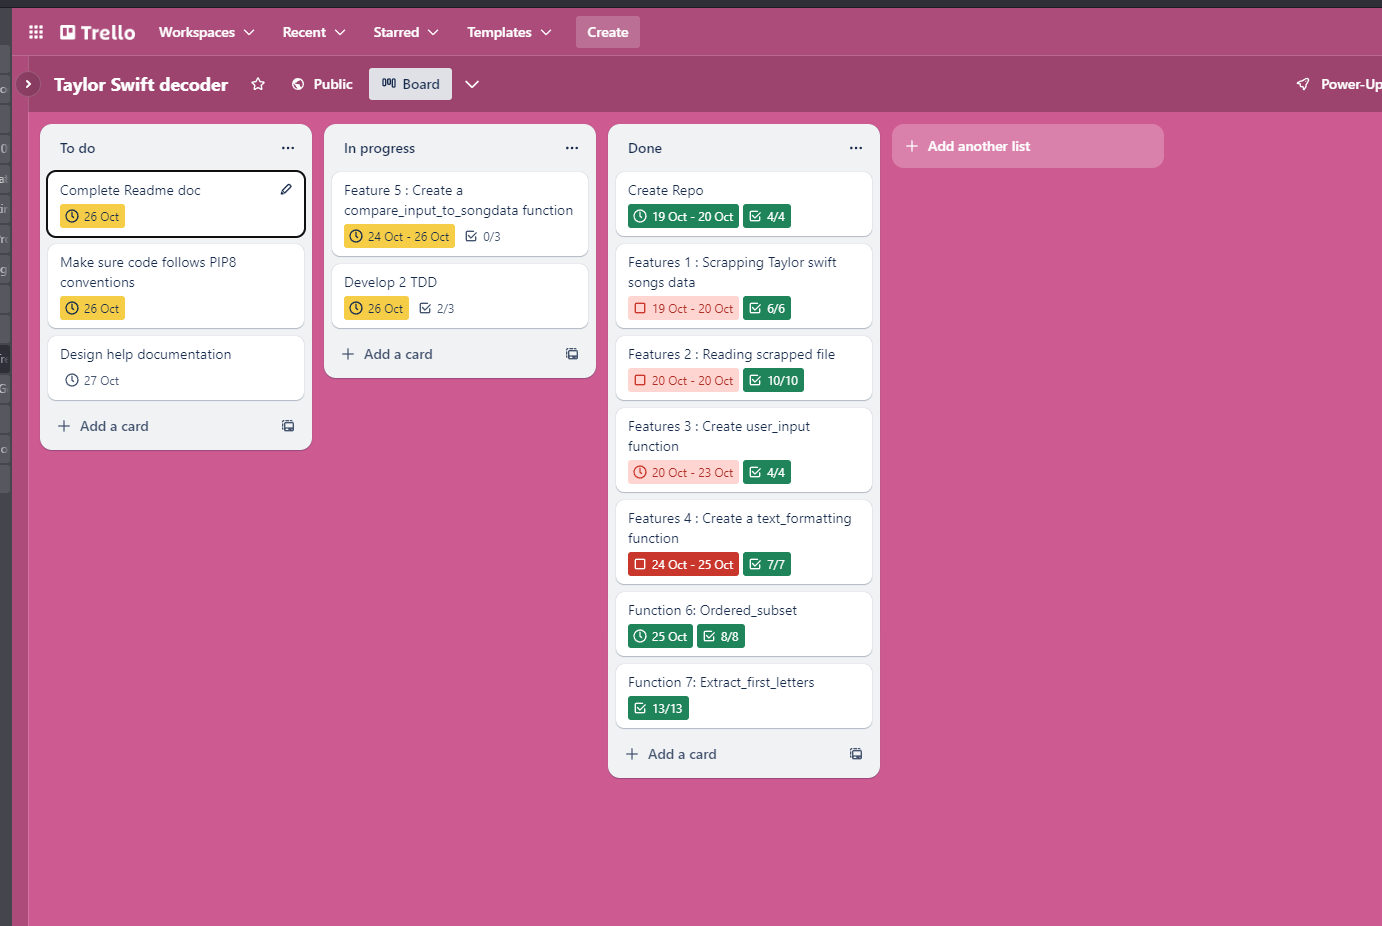 Trello Workspaces Recent Starred Templates Create
Taylor Swift decoder Public Board Power-Up
To do
Complete Readme doc
26 Oct
Make sure code follows PIP8
conventions
26 Oct
Design help documentation
27 Oct
Add a card
In progress
Feature 5 : Create a
compare_input_to_songdata function
24 Oct - 26 Oct 0/3
Develop 2 TDD
26 Oct 2/3
Add a card
Done
Create Repo
19 Oct - 20 Oct 4/4
Features 1 : Scrapping Taylor swift
songs data
19 Oct - 20 Oct 6/6
Features 2 : Reading scrapped file
20 Oct - 20 Oct 10/10
Features 3 : Create user_input
function
20 Oct - 23 Oct 4/4
Features 4 : Create a text_formatting
function
24 Oct - 25 Oct 7/7
Function 6: Ordered_subset
25 Oct 8/8
Function 7: Extract_first_letters
13/13
Add a card
Add another list